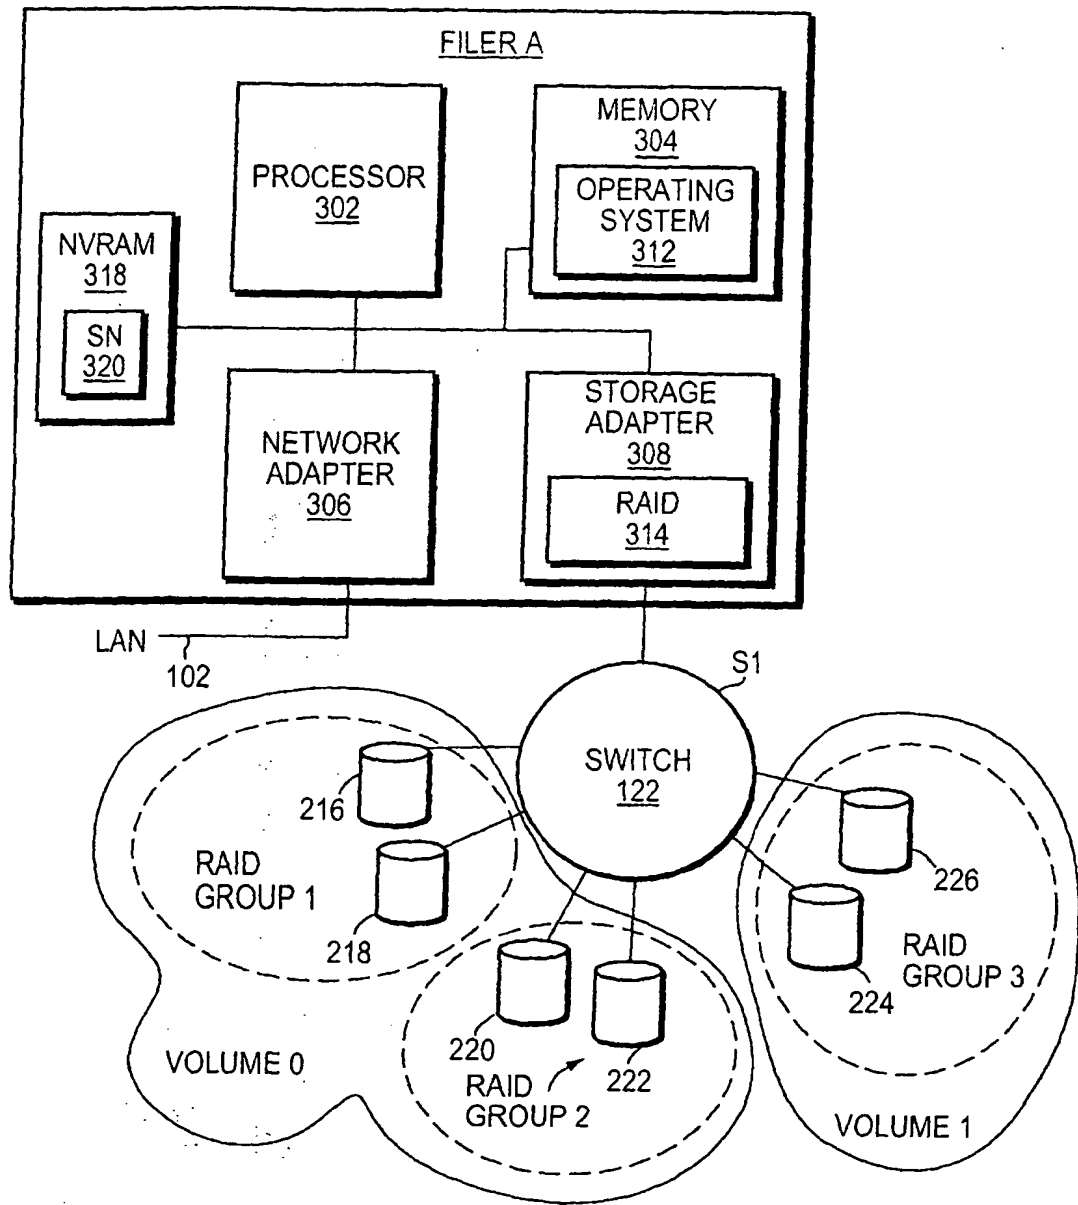 FILER A
PROCESSOR
302
MEMORY
304
OPERATING
SYSTEM
312
NVRAM
318
SN
320
NETWORK
ADAPTER
306
STORAGE
ADAPTER
308
RAID
314
LAN
102
S1
SWITCH
122
216
218
RAID
GROUP 1
220
222
RAID
GROUP 2
VOLUME 0
226
224
RAID
GROUP 3
VOLUME 1